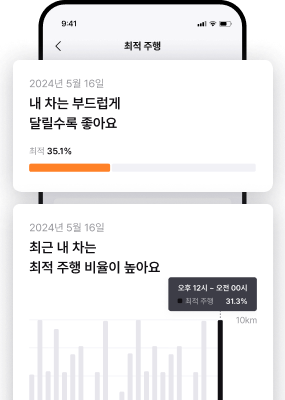 9:41
최적 주행
2024년 5월 16일
내 차는 부드럽게
달릴수록 좋아요
최적 35.1%
2024년 5월 16일
최근 내 차는
최적 주행 비율이 높아요
오후 12시 – 오전 00시
최적 주행 31.3%
10km